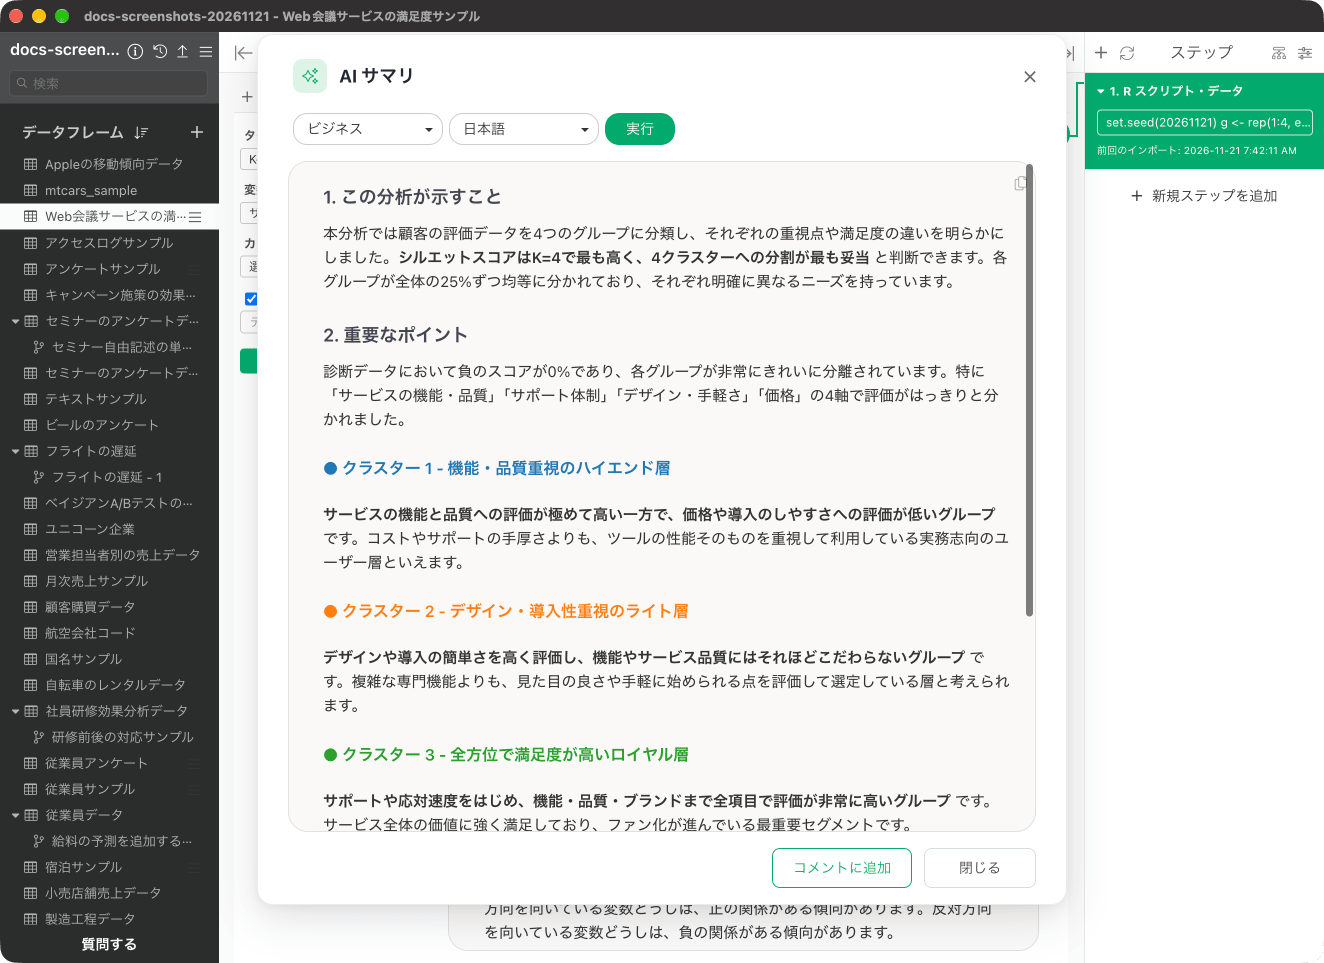 docs-screenshots-20261121 - Web会議サービスの満足度サンプル
docs-screen...
検索
データフレーム
Appleの移動傾向データ
mtcars_sample
Web会議サービスの満...
アクセスログサンプル
アンケートサンプル
キャンペーン施策の効果...
セミナーのアンケートデ...
セミナー自由記述の単...
セミナーのアンケートデ...
テキストサンプル
ビールのアンケート
フライトの遅延
フライトの遅延 - 1
ベイジアンA/Bテストの...
ユニコーン企業
営業担当者別の売上データ
月次売上サンプル
顧客購買データ
航空会社コード
国名サンプル
自転車のレンタルデータ
社員研修効果分析データ
研修前後の対応サンプル
従業員アンケート
従業員サンプル
従業員データ
給料の予測を追加する...
宿泊サンプル
小売店舗売上データ
製造工程データ
質問する
タ
K
変
サ
カ
選
テ
AI サマリ
ビジネス
日本語
実行
1. この分析が示すこと
本分析では顧客の評価データを4つのグループに分類し、それぞれの重視点や満足度の違いを明らかに
しました。シルエットスコアはK=4で最も高く、4クラスターへの分割が最も妥当 と判断できます。各
グループが全体の25%ずつ均等に分かれており、それぞれ明確に異なるニーズを持っています。
2. 重要なポイント
診断データにおいて負のスコアが0%であり、各グループが非常にきれいに分離されています。特に
「サービスの機能・品質」「サポート体制」「デザイン・手軽さ」「価格」の4軸で評価がはっきりと分
かれました。
クラスター 1 - 機能・品質重視のハイエンド層
サービスの機能と品質への評価が極めて高い一方で、価格や導入のしやすさへの評価が低いグループ
です。コストやサポートの手厚さよりも、ツールの性能そのものを重視して利用している実務志向のユ
ーザー層といえます。
クラスター 2 - デザイン・導入性重視のライト層
デザインや導入の簡単さを高く評価し、機能やサービス品質にはそれほどこだわらないグループ で
す。複雑な専門機能よりも、見た目の良さや手軽に始められる点を評価して選定している層と考えられ
ます。
クラスター 3 - 全方位で満足度が高いロイヤル層
サポートや応対速度をはじめ、機能・品質・ブランドまで全項目で評価が非常に高いグループ です。
サービス全体の価値に強く満足しており、ファン化が進んでいる最重要セグメントです。
コメントに追加
閉じる
方向を向いている変数どうしは、正の関係がある傾向があります。反対方向
を向いている変数どうしは、負の関係がある傾向があります。
ステップ
1. R スクリプト・データ
set.seed(20261121) g <- rep(1:4, e...
前回のインポート: 2026-11-21 7:42:11 AM
新規ステップを追加